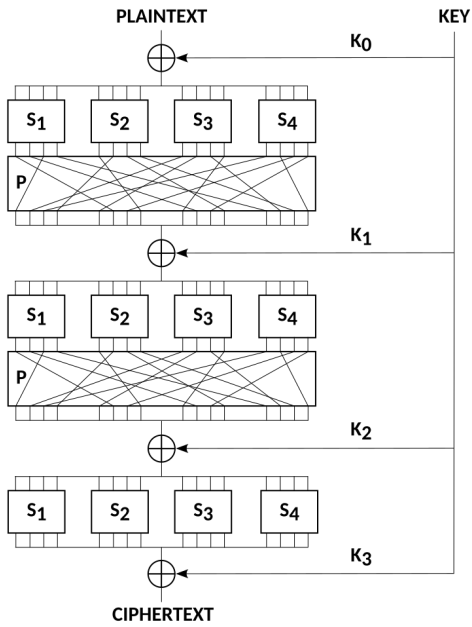 PLAINTEXT KEY
K0
S1 S2 S3 S4
P
K1
S1 S2 S3 S4
P
K2
S1 S2 S3 S4
K3
CIPHERTEXT